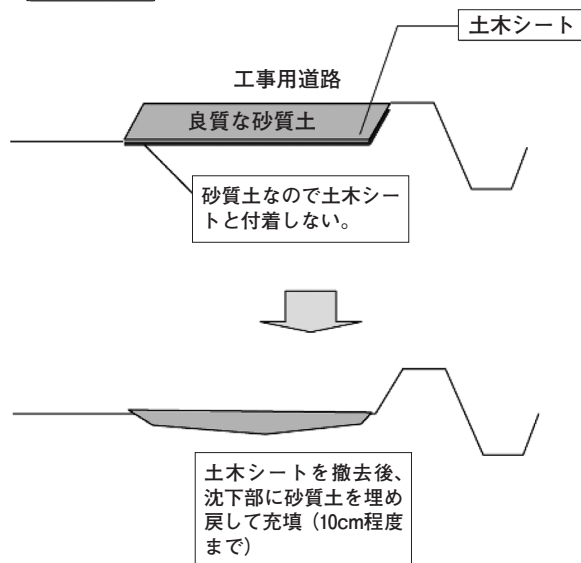 土木シート
工事用道路
良質な砂質土
砂質土なので土木シー
トと付着しない。
土木シートを撤去後、
沈下部に砂質土を埋め
戻して充填（10cm程度
まで）